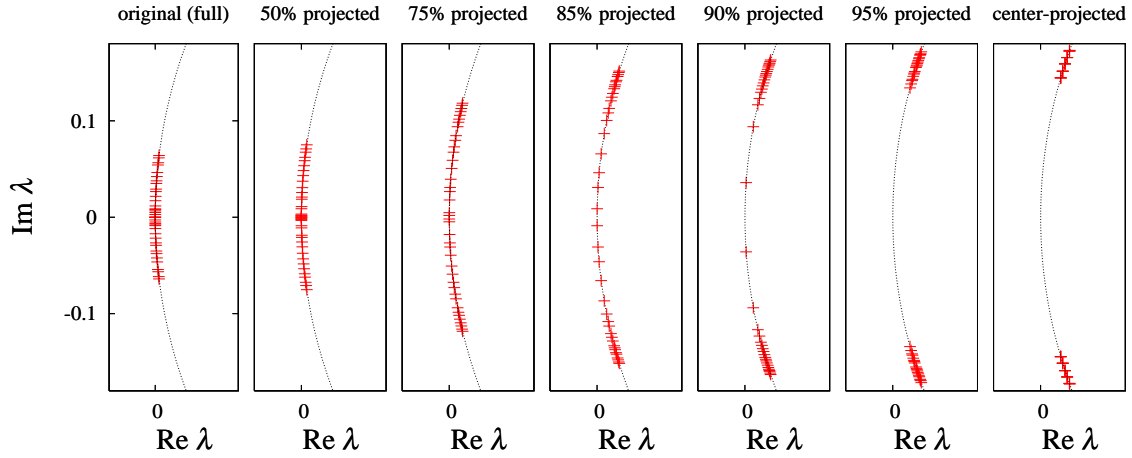 original (full) 50% projected 75% projected 85% projected 90% projected 95% projected center-projected
Im λ
0.1
0
-0.1
0 0 0 0 0 0 0
Re λ Re λ Re λ Re λ Re λ Re λ Re λ